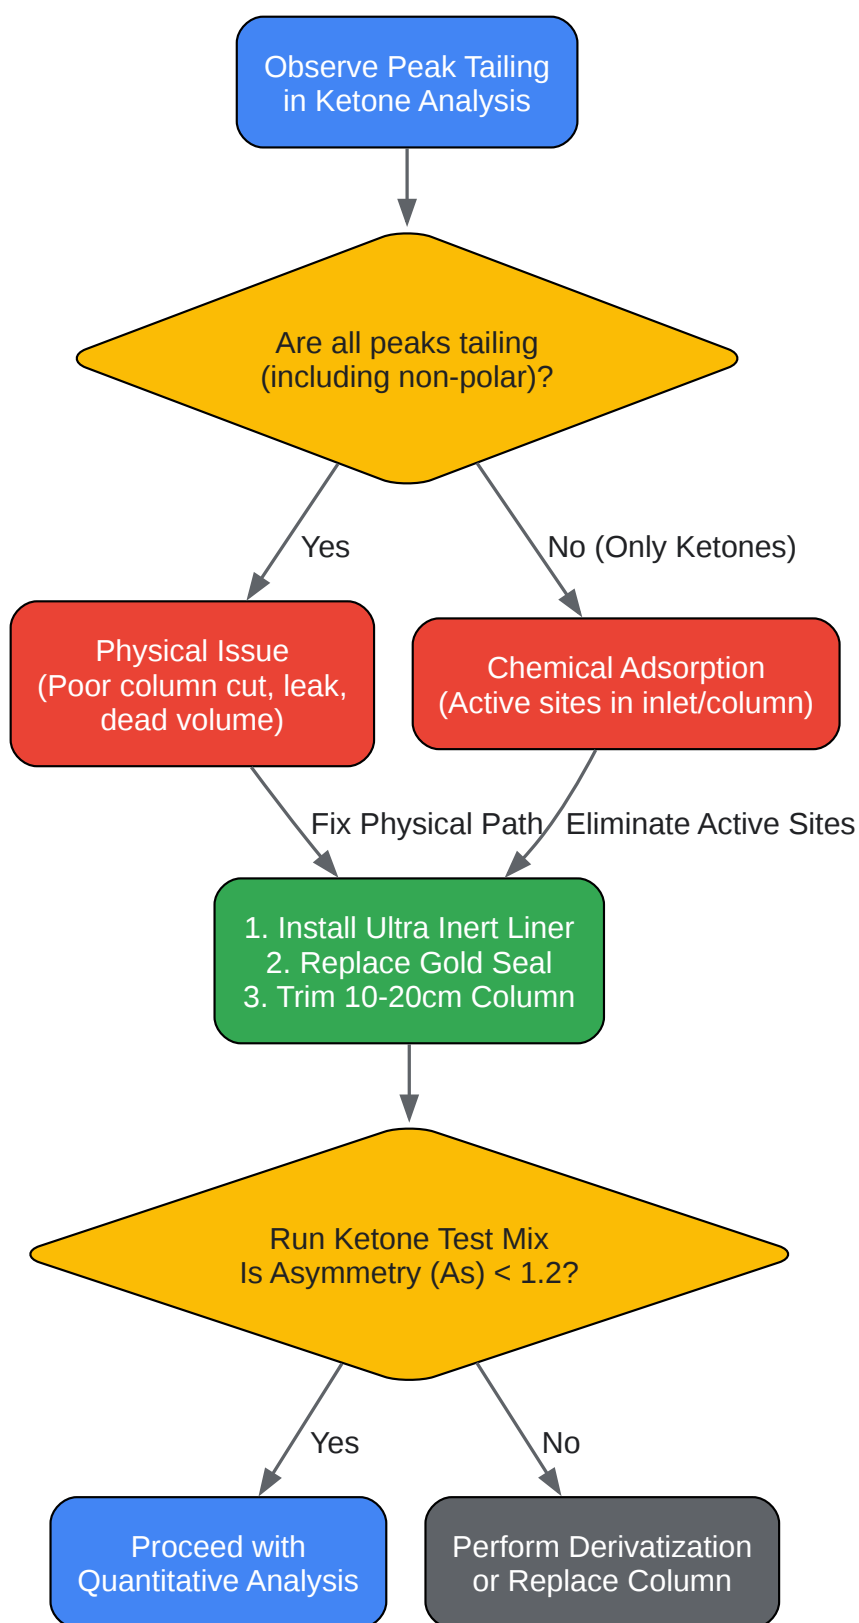 Observe Peak Tailing
in Ketone Analysis
Are all peaks tailing
(including non-polar)?
Yes
No (Only Ketones)
Physical Issue
(Poor column cut, leak,
dead volume)
Chemical Adsorption
(Active sites in inlet/column)
Fix Physical Path
Eliminate Active Sites
1. Install Ultra Inert Liner
2. Replace Gold Seal
3. Trim 10-20cm Column
Run Ketone Test Mix
Is Asymmetry (As) < 1.2?
Yes
No
Proceed with
Quantitative Analysis
Perform Derivatization
or Replace Column